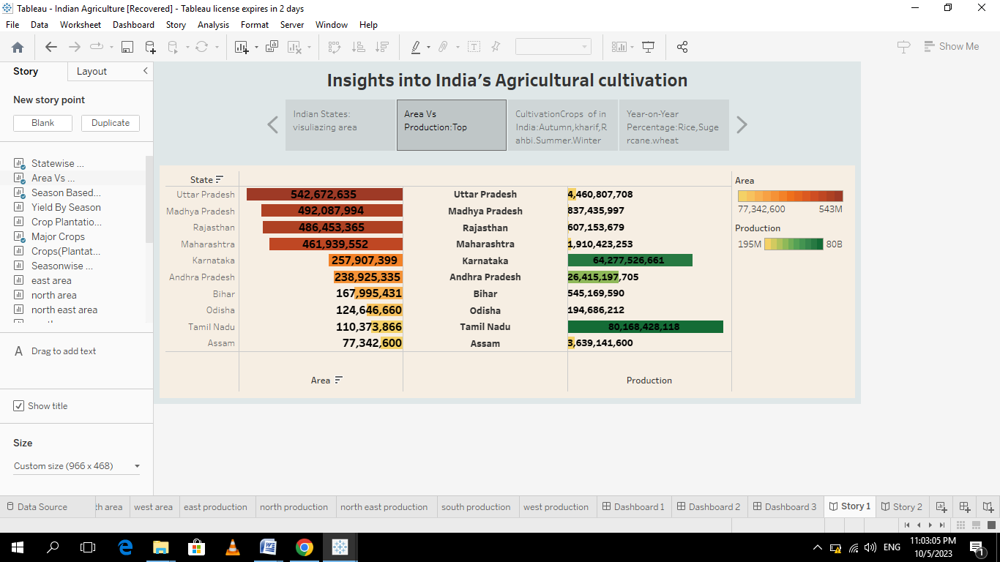 Tableau - Indian Agriculture [Recovered] - Tableau license expires in 2 days
File Data Worksheet Dashboard Story Analysis Format Server Window Help
Show Me
Story Layout
New story point
Blank Duplicate
Statewise ...
Area Vs ...
Season Based...
Yield By Season
Crop Plantatio...
Major Crops
Crops(Plantat...
Seasonwise ...
east area
north area
north east area
A Drag to add text
Show title
Size
Custom size (966 x 468)
Insights into India's Agricultural cultivation
Indian States:
visuliazing area
Area Vs
Production:Top
CultivationCrops of in
India:Autumn,kharif,R
ahbi.Summer.Winter
Year-on-Year
Percentage:Rice,Suge
rcane.wheat
State
Uttar Pradesh 542,672,635 Uttar Pradesh 4,460,807,708
Madhya Pradesh 492,087,994 Madhya Pradesh 837,435,997
Rajasthan 486,453,365 Rajasthan 607,153,679
Maharashtra 461,939,552 Maharashtra 1,910,423,253
Karnataka 257,907,399 Karnataka 64,277,526,661
Andhra Pradesh 238,925,335 Andhra Pradesh 26,415,197,705
Bihar 167,995,431 Bihar 545,169,590
Odisha 124,646,660 Odisha 194,686,212
Tamil Nadu 110,373,866 Tamil Nadu 80,168,428,118
Assam 77,342,600 Assam 3,639,141,600
Area Production
Area
77,342,600 543M
Production
195M 80B
Data Source th area west area east production north production north east production south production west production Dashboard 1 Dashboard 2 Dashboard 3 Story 1 Story 2
ENG
11:03:05 PM
10/5/2023
1